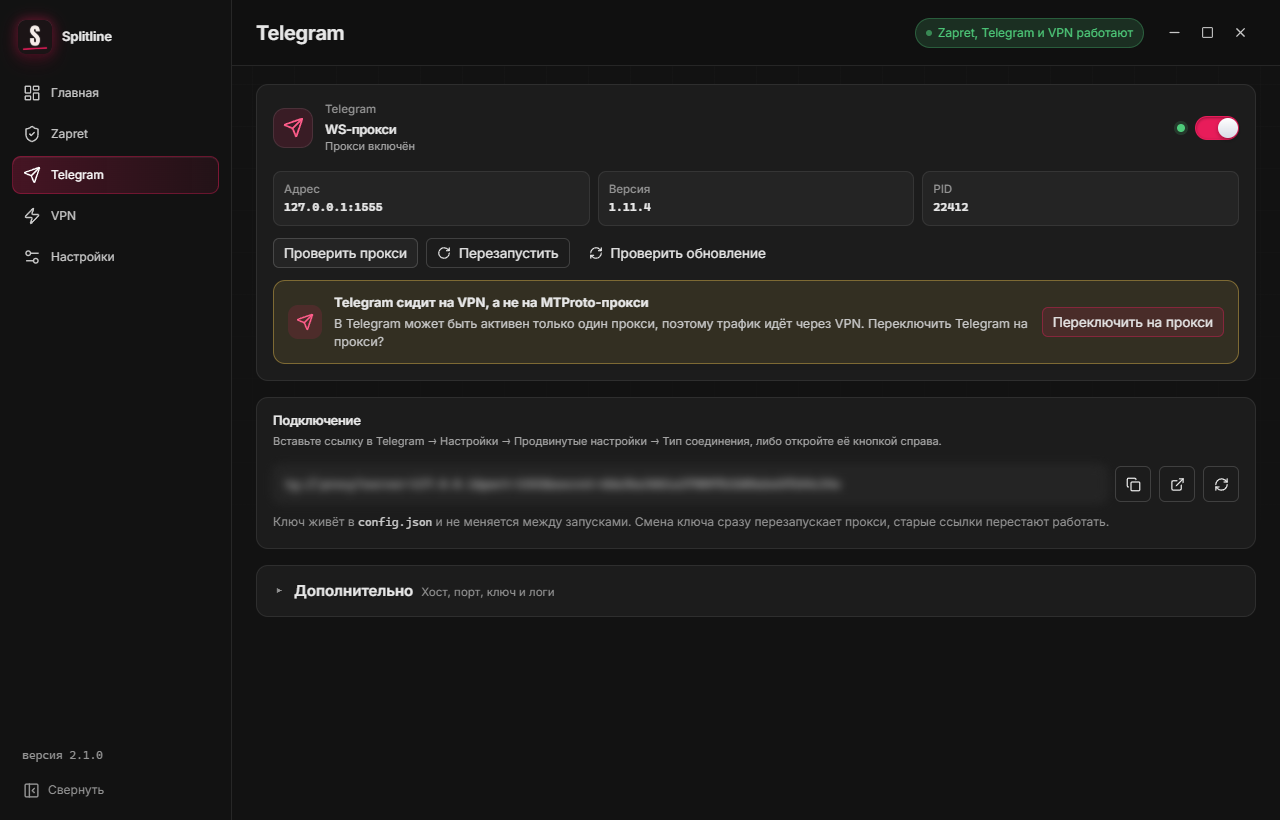 Splitline
Главная
Zapret
Telegram
VPN
Настройки
версия 2.1.0
Свернуть
Telegram
Zapret, Telegram и VPN работают
Telegram
WS-прокси
Прокси включён
Адрес
127.0.0.1:1555
Версия
1.11.4
PID
22412
Проверить прокси
Перезапустить
Проверить обновление
Telegram сидит на VPN, а не на MTProto-прокси
В Telegram может быть активен только один прокси, поэтому трафик идёт через VPN. Переключить Telegram на
прокси?
Переключить на прокси
Подключение
Вставьте ссылку в Telegram → Настройки → Продвинутые настройки → Тип соединения, либо откройте её кнопкой справа.
Ключ живёт в config.json и не меняется между запусками. Смена ключа сразу перезапускает прокси, старые ссылки перестают работать.
Дополнительно Хост, порт, ключ и логи